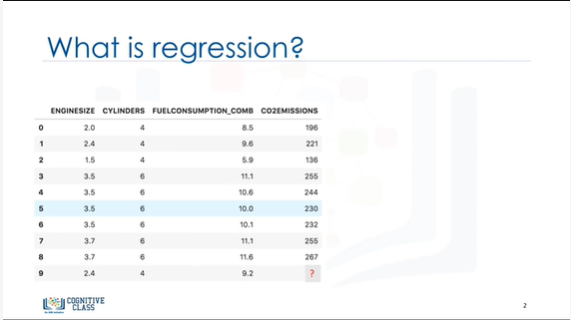 What is regression?
ENGINESIZE CYLINDERS FUELCONSUMPTION_COMB CO2EMISSIONS
0 2.0 4 8.5 196
1 2.4 4 9.6 221
2 1.5 4 5.9 136
3 3.5 6 11.1 255
4 3.5 6 10.6 244
5 3.5 6 10.0 230
6 3.5 6 10.1 232
7 3.7 6 11.1 255
8 3.7 6 11.6 267
9 2.4 4 9.2 ?
COGNITIVE
CLASS
2